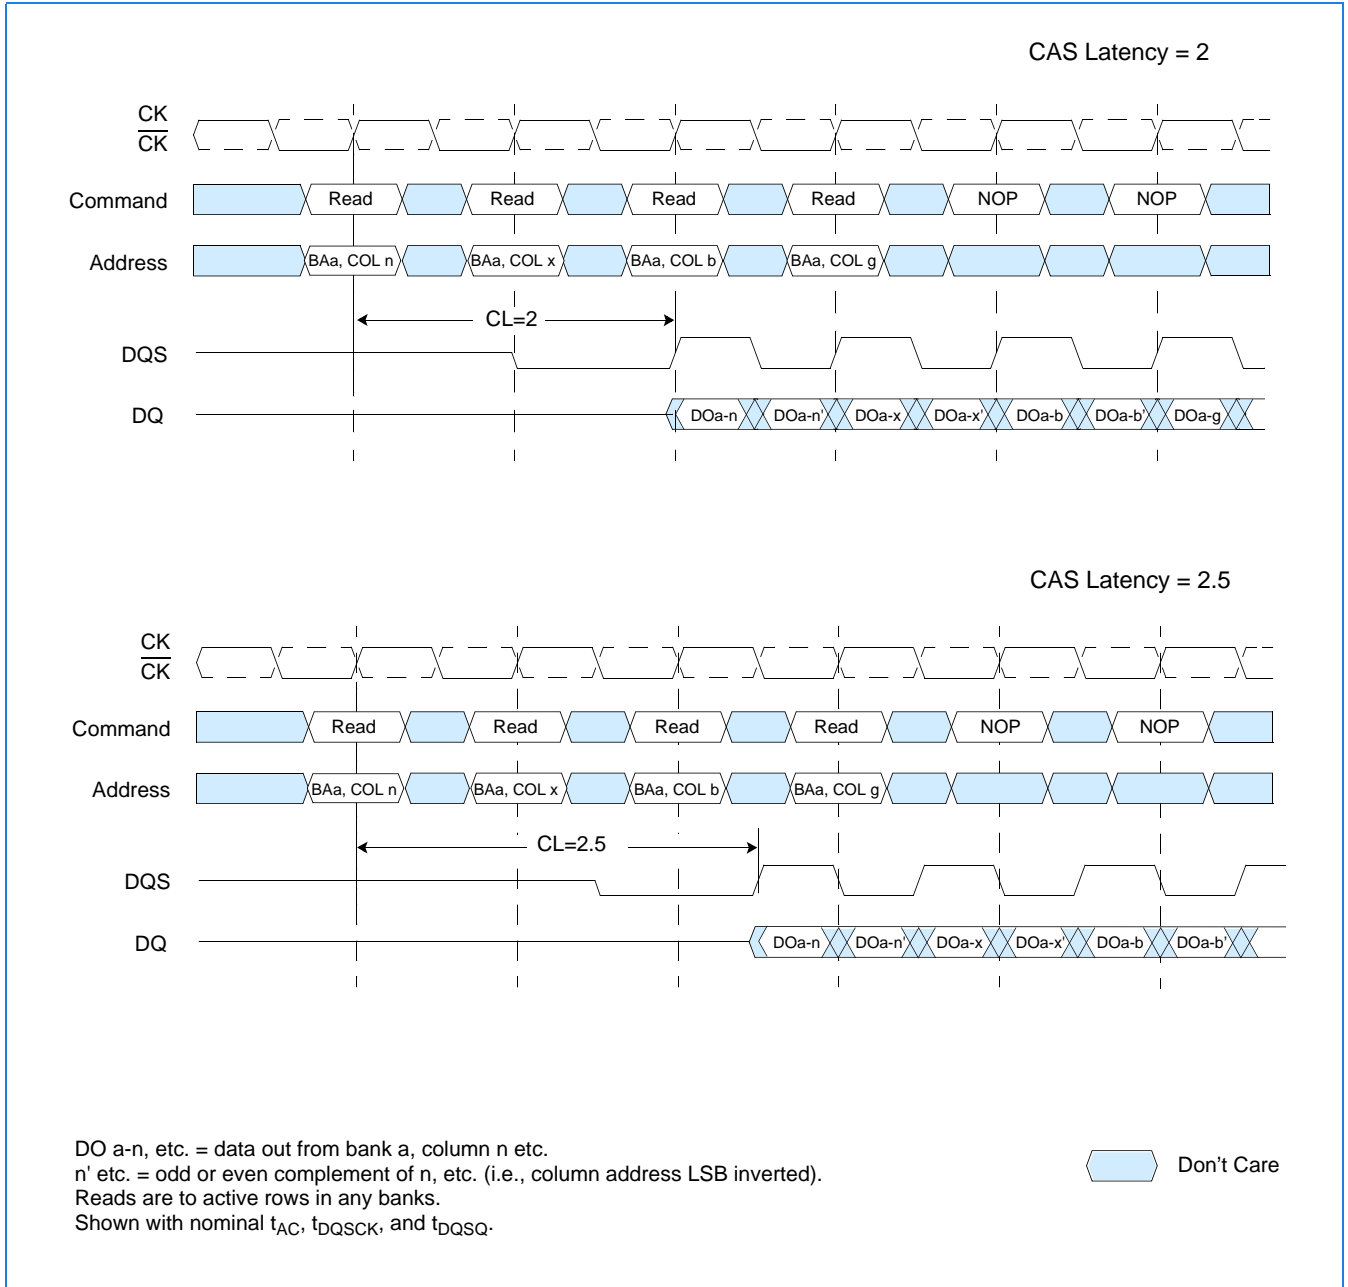 CAS Latency = 2
CK
CK
Command Read Read Read Read NOP NOP
Address BAa, COL n BAa, COL x BAa, COL b BAa, COL g
CL=2
DQS
DQ DOa-n DOa-n' DOa-x DOa-x' DOa-b DOa-b' DOa-g
CAS Latency = 2.5
CK
CK
Command Read Read Read Read NOP NOP
Address BAa, COL n BAa, COL x BAa, COL b BAa, COL g
CL=2.5
DQS
DQ DOa-n DOa-n' DOa-x DOa-x' DOa-b DOa-b'
DO a-n, etc. = data out from bank a, column n etc.
n' etc. = odd or even complement of n, etc. (i.e., column address LSB inverted).
Reads are to active rows in any banks.
Shown with nominal tAC, tDQSCK, and tDQSQ.
Don't Care